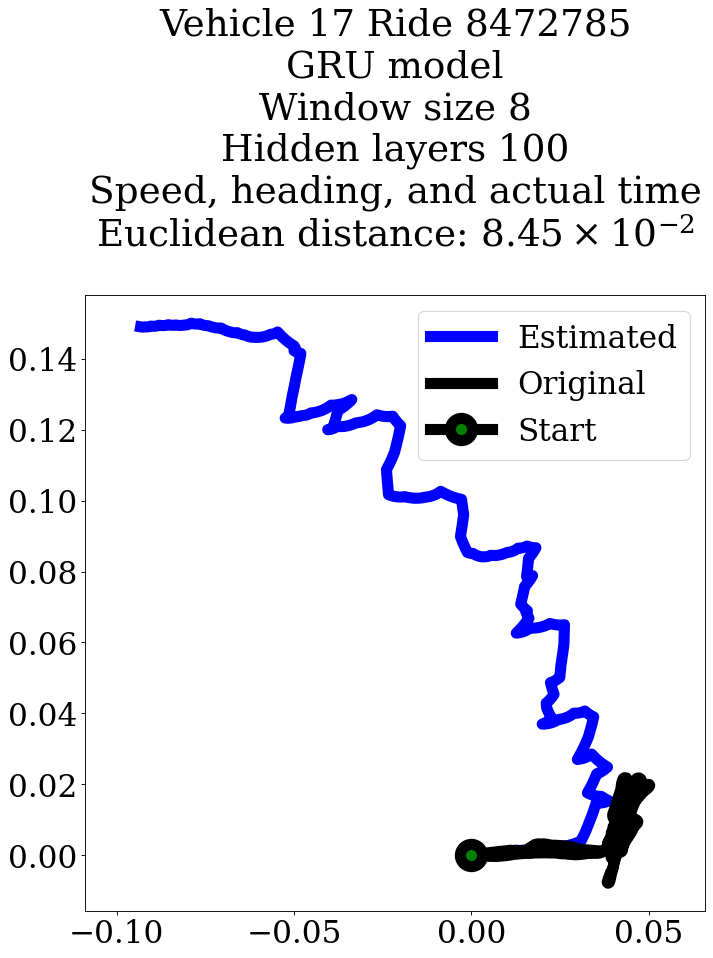 Vehicle 17 Ride 8472785
GRU model
Window size 8
Hidden layers 100
Speed, heading, and actual time
Euclidean distance: 8.45 × 10⁻²
Estimated
Original
Start
0.14
0.12
0.10
0.08
0.06
0.04
0.02
0.00
−0.10
−0.05
0.00
0.05